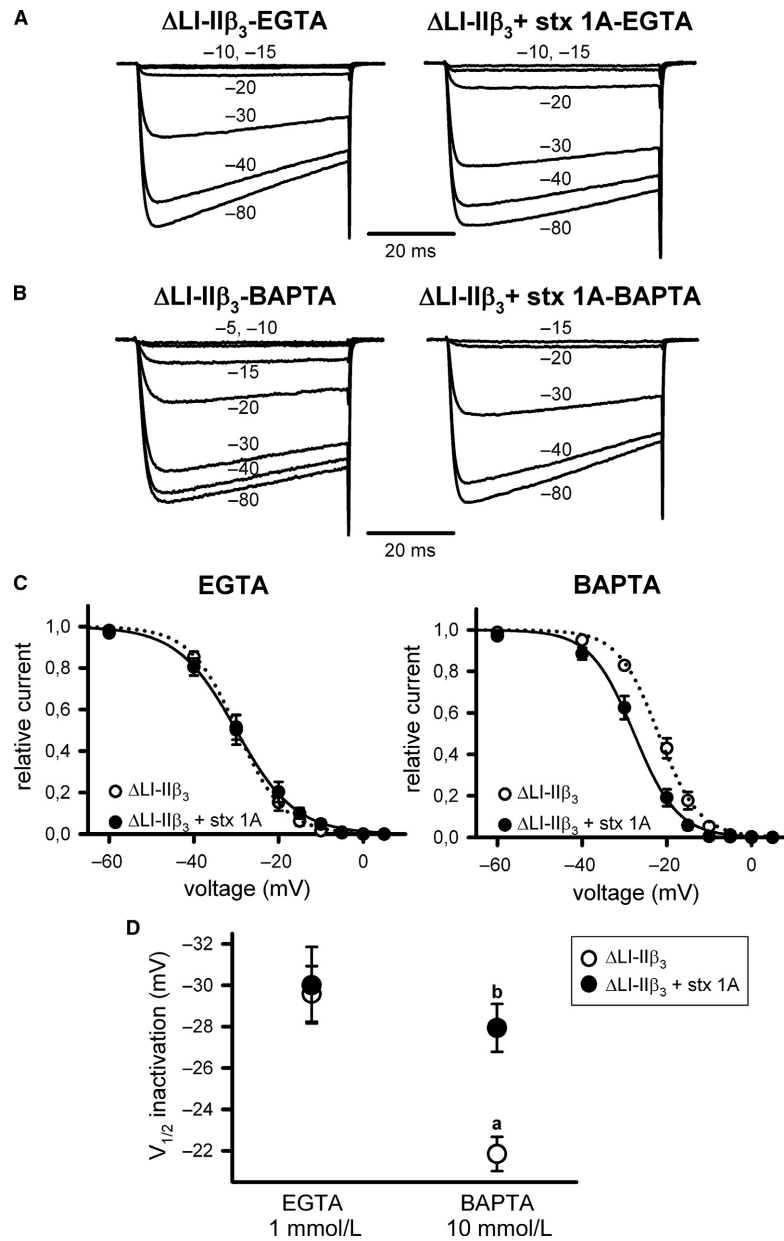 A
ΔLI-IIβ₃-EGTA
ΔLI-IIβ₃+ stx 1A-EGTA
–10, –15
–20
–30
–40
–80
–10, –15
–20
–30
–40
–80
20 ms
B
ΔLI-IIβ₃-BAPTA
ΔLI-IIβ₃+ stx 1A-BAPTA
–5, –10
–15
–20
–30
–40
–80
–15
–20
–30
–40
–80
20 ms
C
EGTA
relative current
1,0
0,8
0,6
0,4
0,2
0,0
ΔLI-IIβ₃
ΔLI-IIβ₃ + stx 1A
–60 –40 –20 0
voltage (mV)
BAPTA
relative current
1,0
0,8
0,6
0,4
0,2
0,0
ΔLI-IIβ₃
ΔLI-IIβ₃ + stx 1A
–60 –40 –20 0
voltage (mV)
D
V₁/₂ inactivation (mV)
–32
–30
–28
–26
–24
–22
b
a
EGTA
1 mmol/L
BAPTA
10 mmol/L
ΔLI-IIβ₃
ΔLI-IIβ₃ + stx 1A